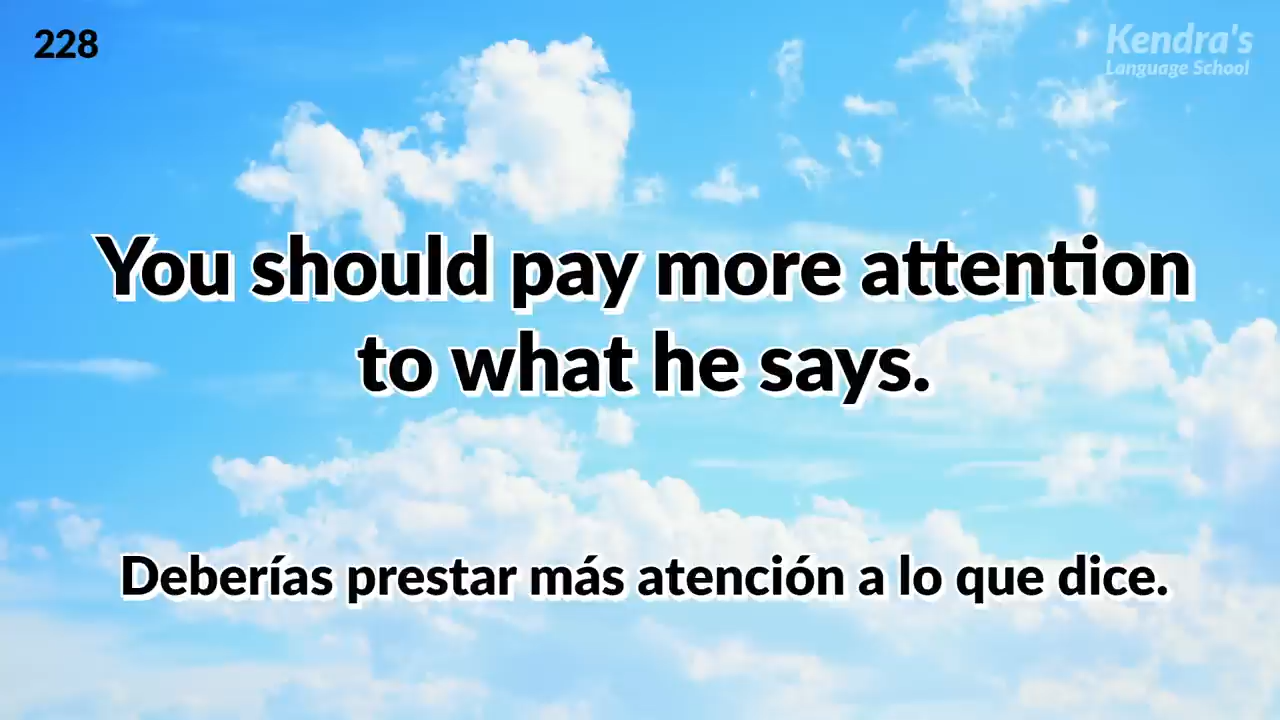 228
Kendra's
Language School
You should pay more attention
to what he says.
Deberías prestar más atención a lo que dice.